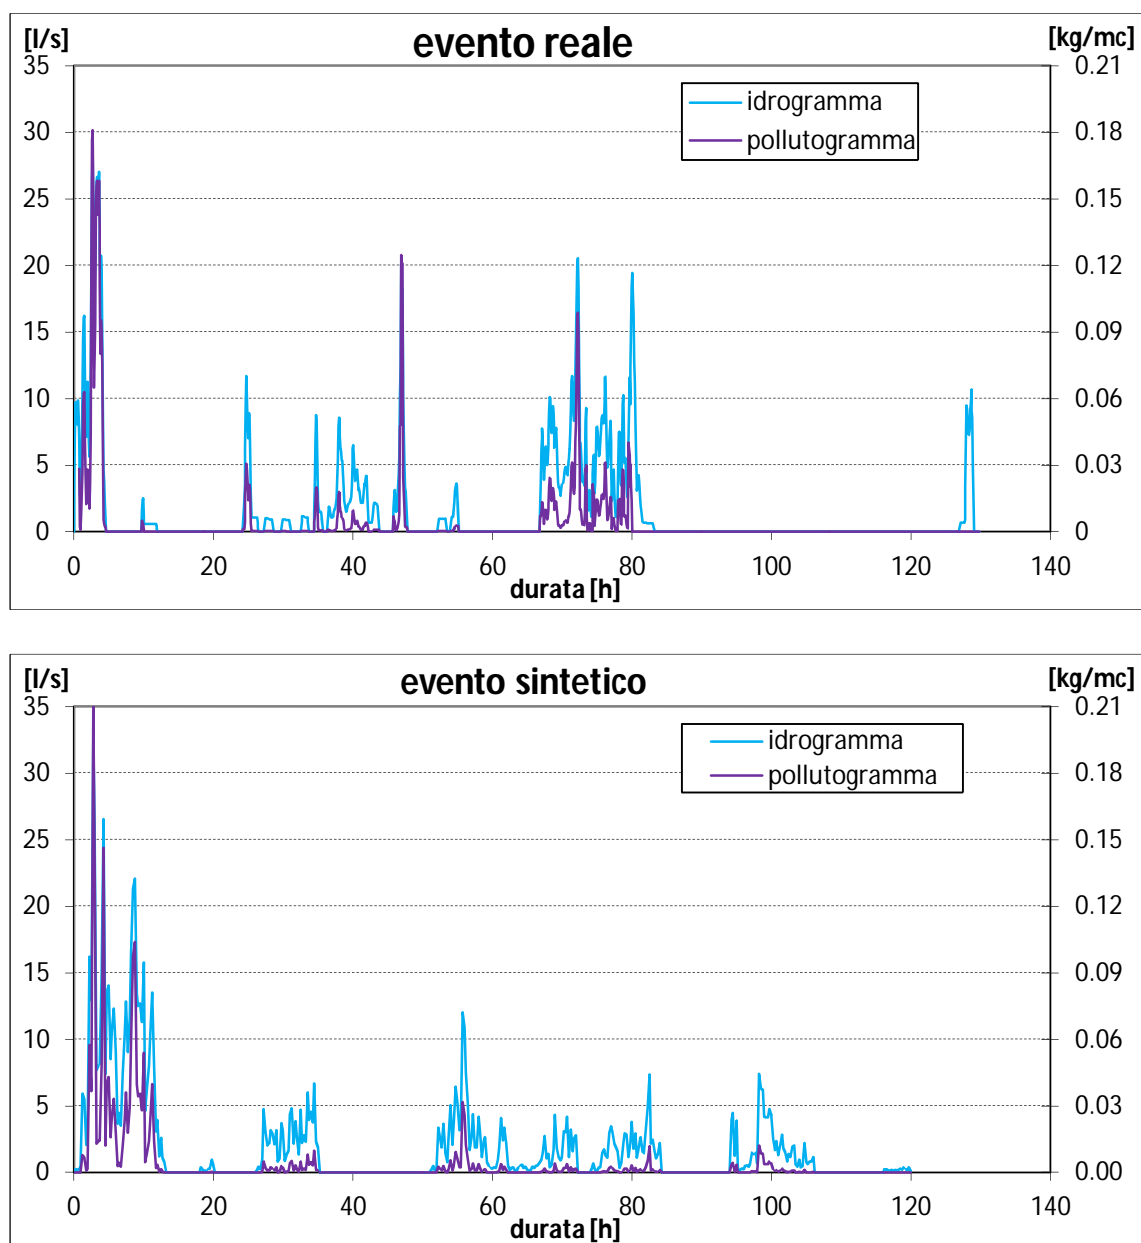 evento reale
[l/s]
[kg/mc]
35
30
25
20
15
10
5
0
0.21
0.18
0.15
0.12
0.09
0.06
0.03
0
idrogramma
pollutogramma
0 20 40 60 80 100 120 140
durata [h]
evento sintetico
[l/s]
[kg/mc]
35
30
25
20
15
10
5
0
0.21
0.18
0.15
0.12
0.09
0.06
0.03
0.00
idrogramma
pollutogramma
0 20 40 60 80 100 120 140
durata [h]